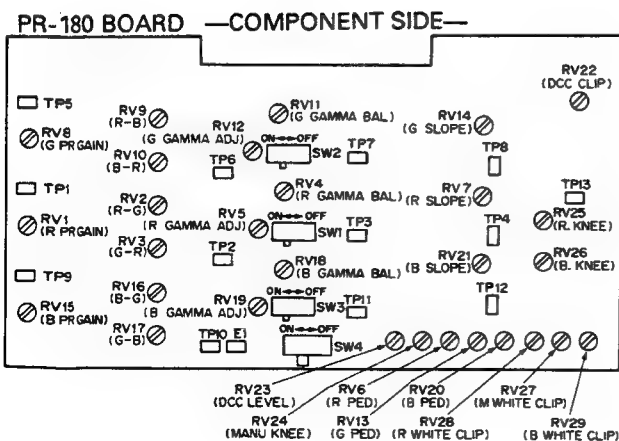 PR-180 BOARD —COMPONENT SIDE—
RV22
(DCC CLIP)
TP5
RV9
(R-B)
RV11
(G GAMMA BAL)
RV14
(G SLOPE)
RV8
(G PRGAIN)
RV12
(G GAMMA ADJ)
ON↔OFF
SW2
TP7
RV10
(B-R)
TP6
TP8
TP1
RV4
(R GAMMA BAL)
RV7
(R SLOPE)
TP13
RV2
(R-G)
RV1
(R PRGAIN)
RV5
(R GAMMA ADJ)
ON↔OFF
SW1
TP3
TP4
RV25
(R. KNEE)
RV3
(G-R)
TP2
RV18
(B GAMMA BAL)
RV21
(B SLOPE)
RV26
(B. KNEE)
TP9
RV16
(B-G)
RV15
(B PRGAIN)
RV19
(B GAMMA ADJ)
ON↔OFF
SW3
TP11
TP12
RV17
(G-B)
TP10 E1
ON↔OFF
SW4
RV23
(DCC LEVEL)
RV6
(R PED)
RV20
(B PED)
RV27
(M WHITE CLIP)
RV24
(MANU KNEE)
RV13
(G PED)
RV28
(R WHITE CLIP)
RV29
(B WHITE CLIP)